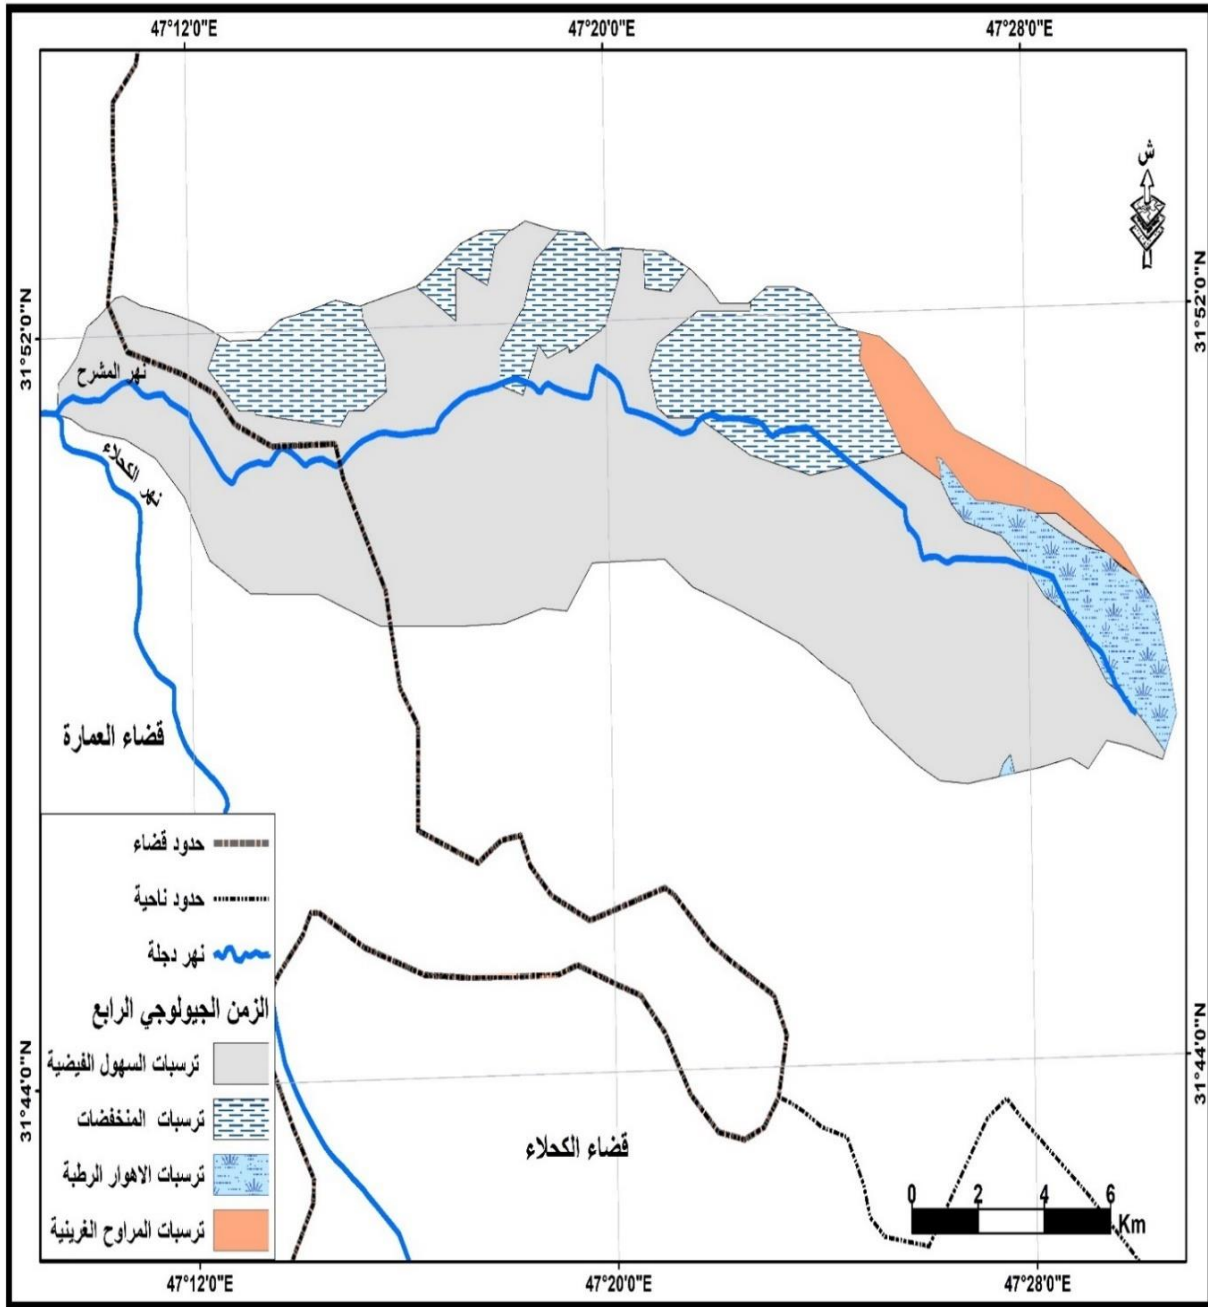 47°12'0"E
47°20'0"E
47°28'0"E
ش
31°52'0"N
31°52'0"N
نهر المشرح
نهر الكحلاء
قضاء العمارة
حدود قضاء
حدود ناحية
نهر دجلة
الزمن الجيولوجي الرابع
ترسبات السهول الفيضية
ترسبات المنخفضات
ترسبات الاهوار الرطبة
ترسبات المراوح الغرينية
31°44'0"N
31°44'0"N
قضاء الكحلاء
0 2 4 6
Km
47°12'0"E
47°20'0"E
47°28'0"E